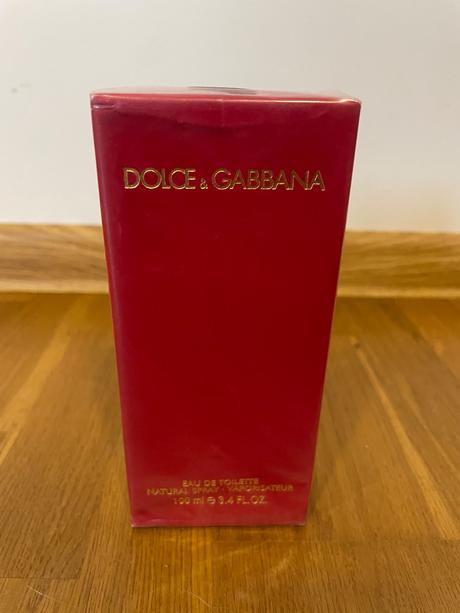 DOLCE & GABBANA
EAU DE TOILETTE
NATURAL SPRAY - VAPORISATEUR
100 ml ℮ 3.4 FL.OZ.